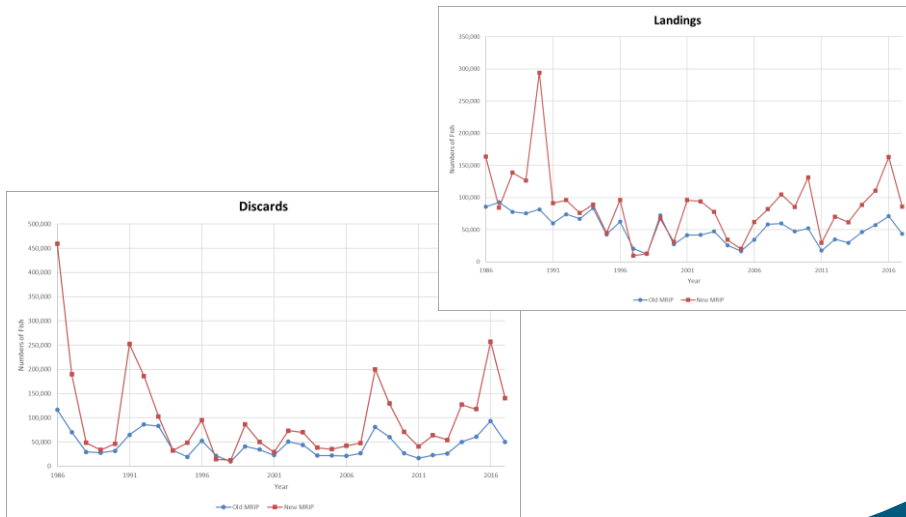 Landings
350,000
300,000
250,000
200,000
150,000
100,000
50,000
0
Numbers of Fish
1986 1991 1996 2001 2006 2011 2016
Year
Old MRIP New MRIP
Discards
500,000
450,000
400,000
350,000
300,000
250,000
200,000
150,000
100,000
50,000
0
Numbers of Fish
1986 1991 1996 2001 2006 2011 2016
Year
Old MRIP New MRIP